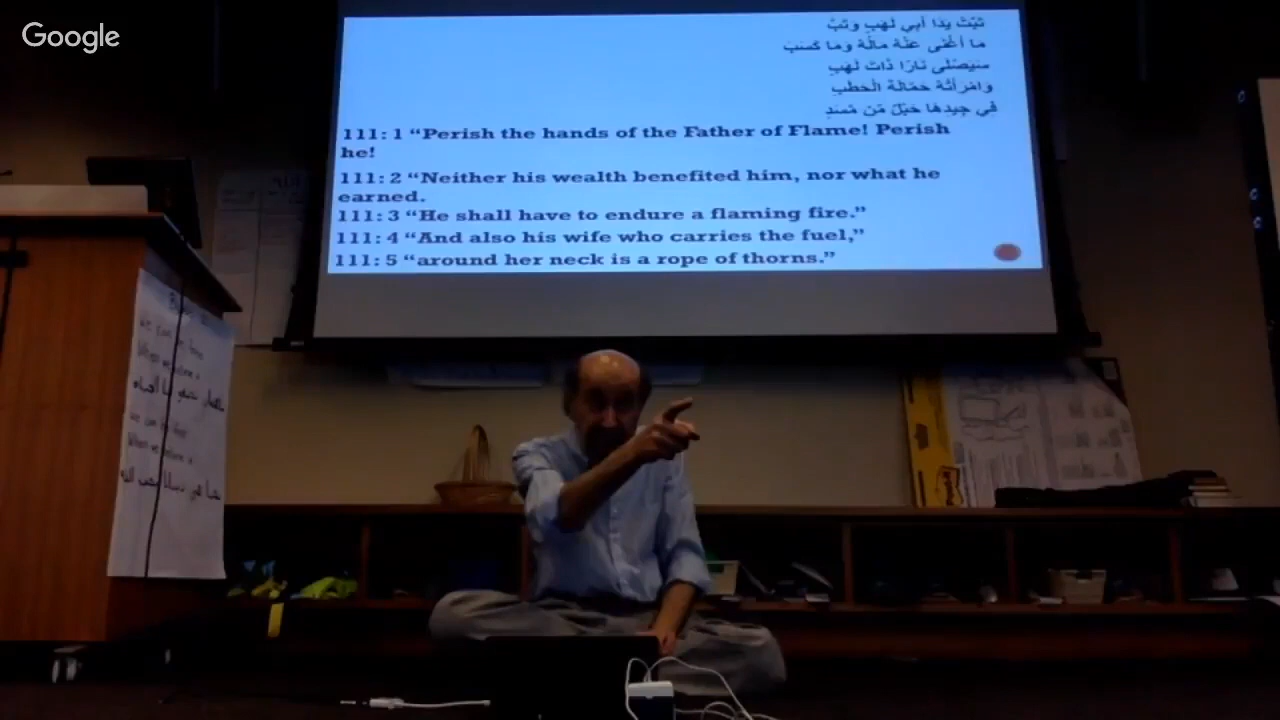 Google
تَبَّتْ يَدَا أَبِي لَهَبٍ وَتَبَّ
مَا أَغْنَى عَنْهُ مَالُهُ وَمَا كَسَبَ
سَيَصْلَى نَارًا ذَاتَ لَهَبٍ
وَامْرَأَتُهُ حَمَّالَةَ الْحَطَبِ
فِي جِيدِهَا حَبْلٌ مِّن مَّسَدٍ
111: 1 “Perish the hands of the Father of Flame! Perish
he!
111: 2 “Neither his wealth benefited him, nor what he
earned.
111: 3 “He shall have to endure a flaming fire.”
111: 4 “And also his wife who carries the fuel,”
111: 5 “around her neck is a rope of thorns.”
Post-it